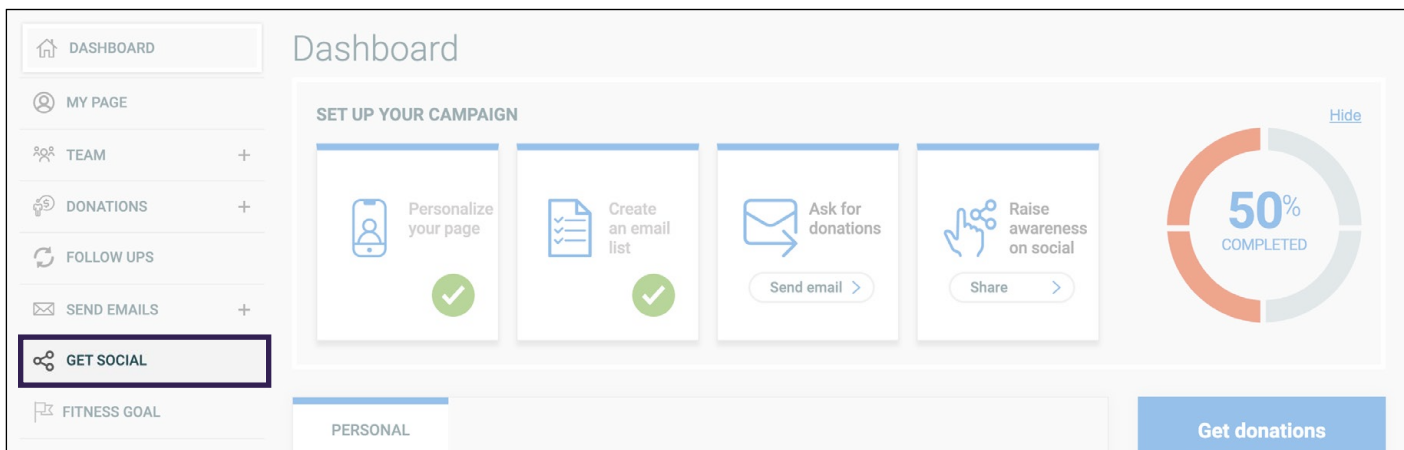 DASHBOARD
MY PAGE
TEAM +
DONATIONS +
FOLLOW UPS
SEND EMAILS +
GET SOCIAL
FITNESS GOAL
Dashboard
SET UP YOUR CAMPAIGN
Hide
Personalize
your page
Create
an email
list
Ask for
donations
Send email >
Raise
awareness
on social
Share >
50%
COMPLETED
PERSONAL
Get donations